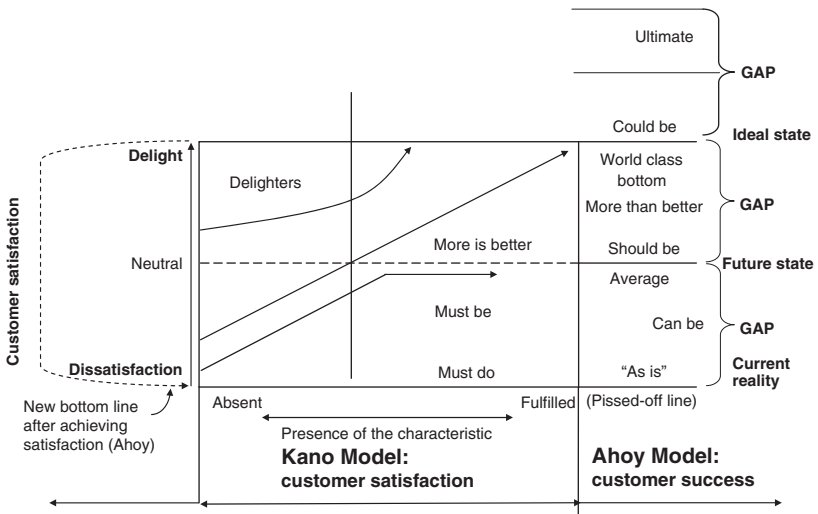 Ultimate
GAP
Could be
Ideal state
Delight
World class
bottom
Delighters
More than better
GAP
Customer satisfaction
More is better
Should be
Neutral
Future state
Average
Must be
Can be
GAP
Dissatisfaction
Must do
"As is"
Current
reality
New bottom line
after achieving
satisfaction (Ahoy)
Absent
Fulfilled
(Pissed-off line)
Presence of the characteristic
Kano Model:
customer satisfaction
Ahoy Model:
customer success